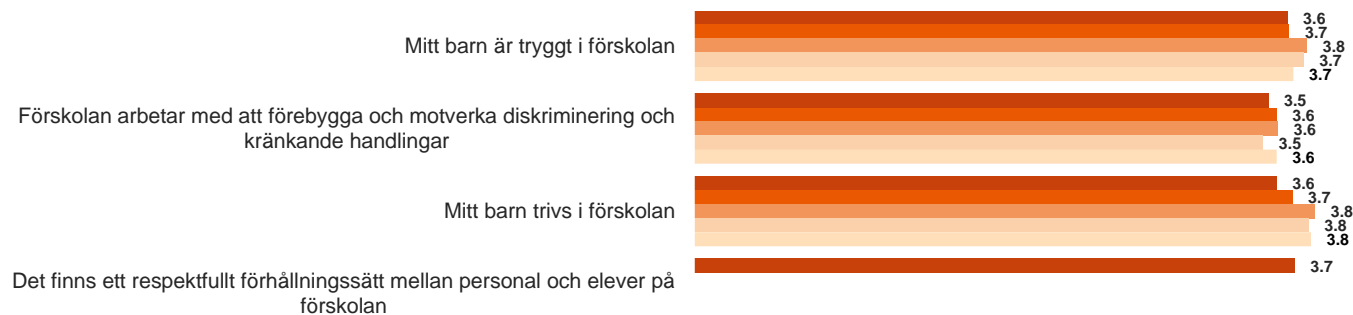 Mitt barn är tryggt i förskolan
3.6
3.7
3.8
3.7
3.7
Förskolan arbetar med att förebygga och motverka diskriminering och
kränkande handlingar
3.5
3.6
3.6
3.5
3.6
Mitt barn trivs i förskolan
3.6
3.7
3.8
3.8
3.8
Det finns ett respektfullt förhållningssätt mellan personal och elever på
förskolan
3.7